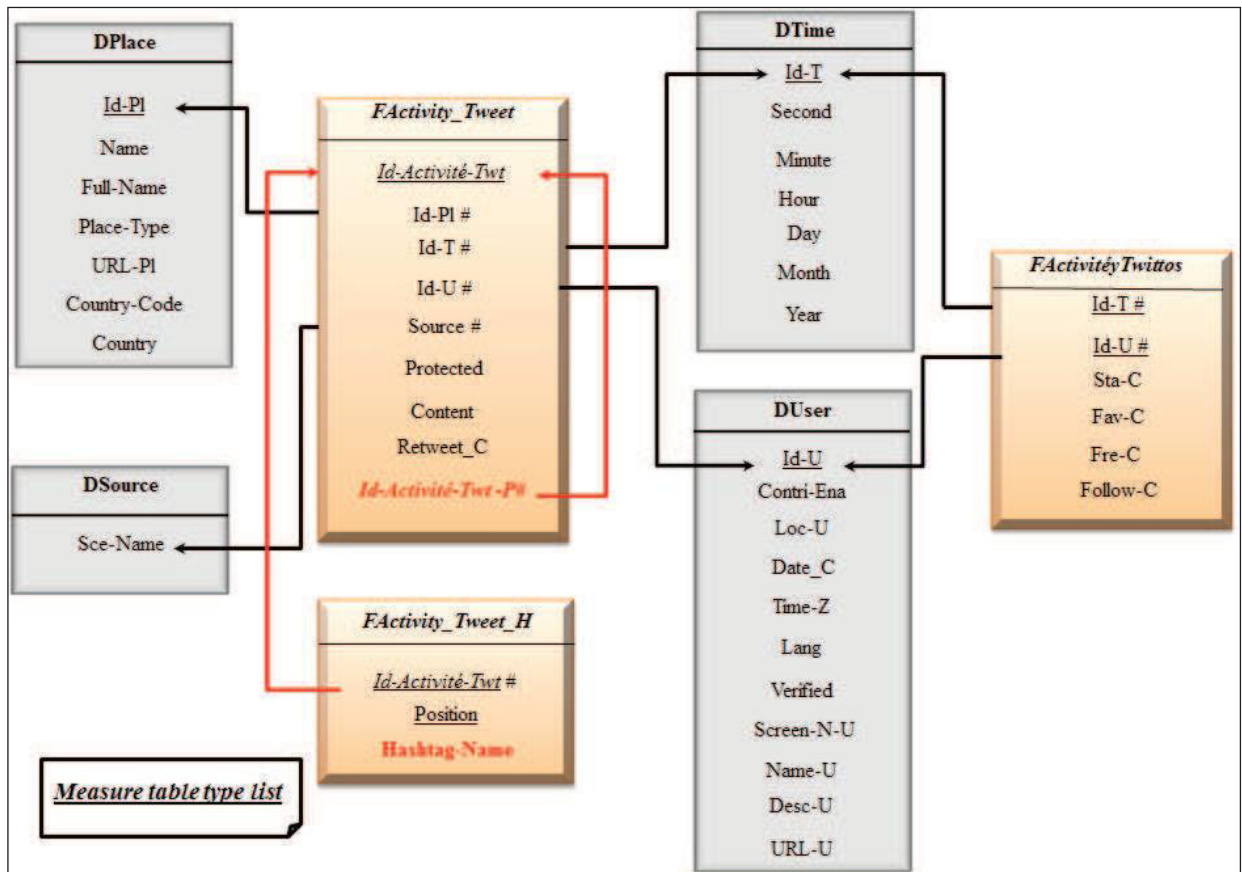 DPlace
Id-Pl
Name
Full-Name
Place-Type
URL-Pl
Country-Code
Country
DSource
Sce-Name
FActivity_Tweet
Id-Activité-Twt
Id-Pl #
Id-T #
Id-U #
Source #
Protected
Content
Retweet_C
Id-Activité-Twt -P#
FActivity_Tweet_H
Id-Activité-Twt #
Position
Hashtag-Name
Measure table type list
DTime
Id-T
Second
Minute
Hour
Day
Month
Year
DUser
Id-U
Contri-Ena
Loc-U
Date_C
Time-Z
Lang
Verified
Screen-N-U
Name-U
Desc-U
URL-U
FActivitéyTwittos
Id-T #
Id-U #
Sta-C
Fav-C
Fre-C
Follow-C